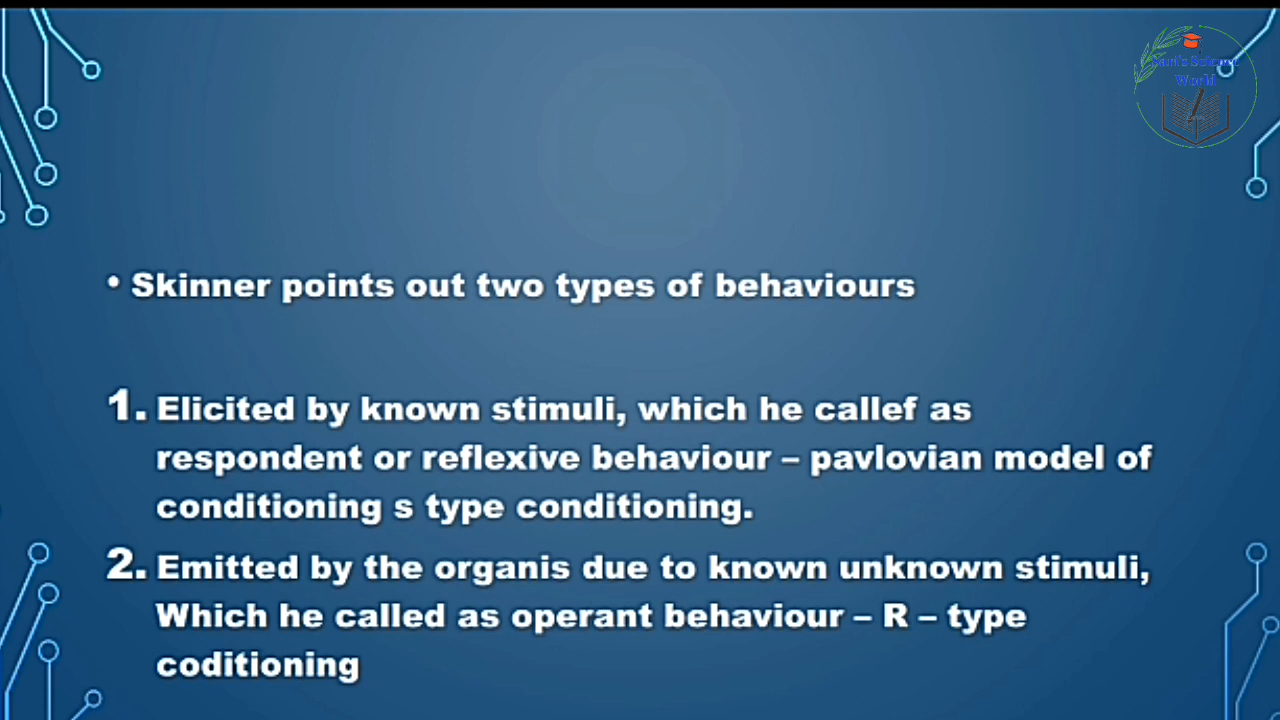 World
• Skinner points out two types of behaviours
1. Elicited by known stimuli, which he callef as
respondent or reflexive behaviour – pavlovian model of
conditioning s type conditioning.
2. Emitted by the organis due to known unknown stimuli,
Which he called as operant behaviour – R – type
coditioning